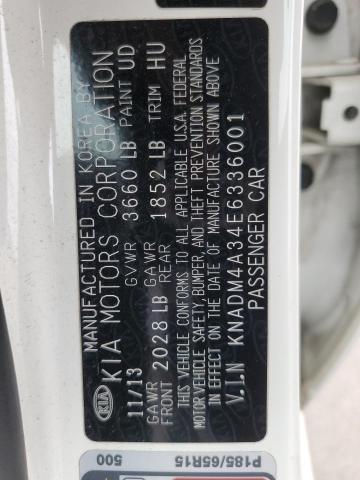 MANUFACTURED IN KOREA BY
KIA KIA MOTORS CORPORATION
11/13 GVWR 3660 LB PAINT UD
GAWR FRONT 2028 LB GAWR REAR 1852 LB TRIM HU
THIS VEHICLE CONFORMS TO ALL APPLICABLE U.S.A. FEDERAL
MOTOR VEHICLE SAFETY, BUMPER, AND THEFT PREVENTION STANDARDS
IN EFFECT ON THE DATE OF MANUFACTURE SHOWN ABOVE
V.I.N KNADM4A34E6336001
PASSENGER CAR
500 P185/65R15